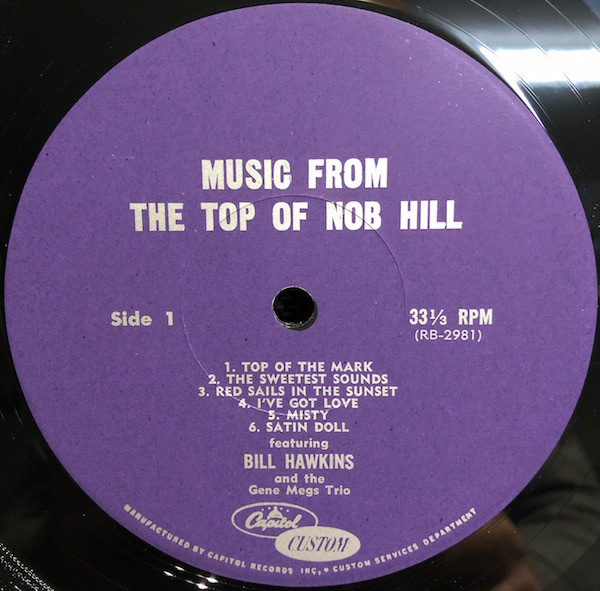 MUSIC FROM
THE TOP OF NOB HILL
Side 1
33⅓ RPM
(RB-2981)
1. TOP OF THE MARK
2. THE SWEETEST SOUNDS
3. RED SAILS IN THE SUNSET
4. I'VE GOT LOVE
5. MISTY
6. SATIN DOLL
featuring
BILL HAWKINS
and the
Gene Megs Trio
Capitol
CUSTOM
MANUFACTURED BY CAPITOL RECORDS INC, • CUSTOM SERVICES DEPARTMENT